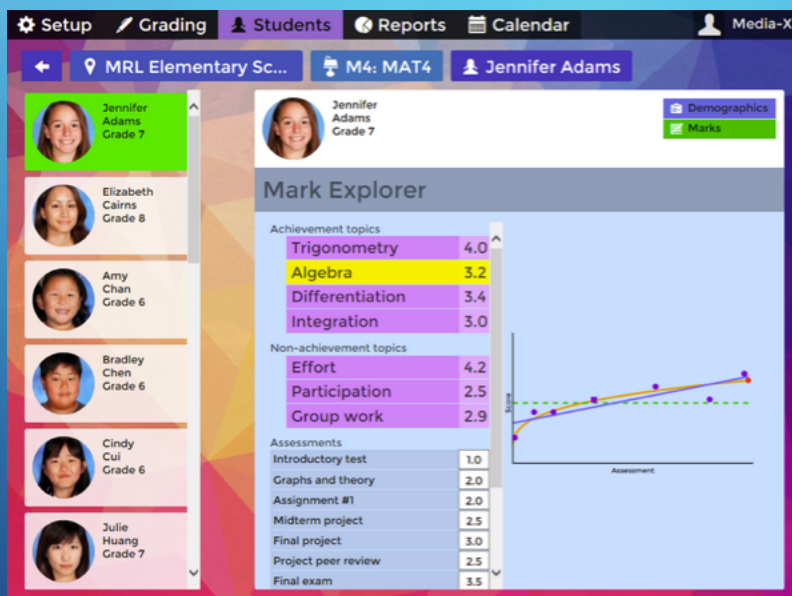 Setup Grading Students Reports Calendar Media-X
MRL Elementary Sc... M4: MAT4 Jennifer Adams
Jennifer
Adams
Grade 7
Elizabeth
Cairns
Grade 8
Amy
Chan
Grade 6
Bradley
Chen
Grade 6
Cindy
Cui
Grade 6
Julie
Huang
Grade 7
Jennifer
Adams
Grade 7
Demographics
Marks
Mark Explorer
Achievement topics
Trigonometry 4.0
Algebra 3.2
Differentiation 3.4
Integration 3.0
Non-achievement topics
Effort 4.2
Participation 2.5
Group work 2.9
Assessments
Introductory test 1.0
Graphs and theory 2.0
Assignment #1 2.0
Midterm project 2.5
Final project 3.0
Project peer review 2.5
Final exam 3.5
Score
Assessment